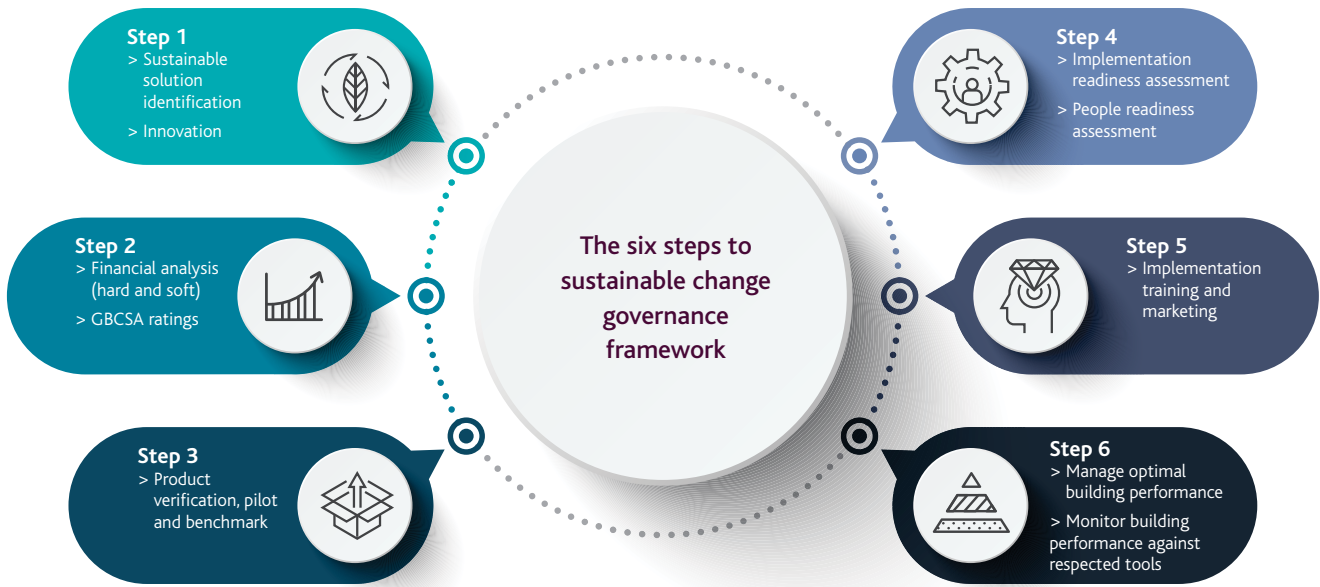 Step 1
> Sustainable
solution
identification
> Innovation
Step 2
> Financial analysis
(hard and soft)
> GBCSA ratings
Step 3
> Product
verification, pilot
and benchmark
The six steps to
sustainable change
governance
framework
Step 4
> Implementation
readiness assessment
> People readiness
assessment
Step 5
> Implementation
training and
marketing
Step 6
> Manage optimal
building performance
> Monitor building
performance against
respected tools